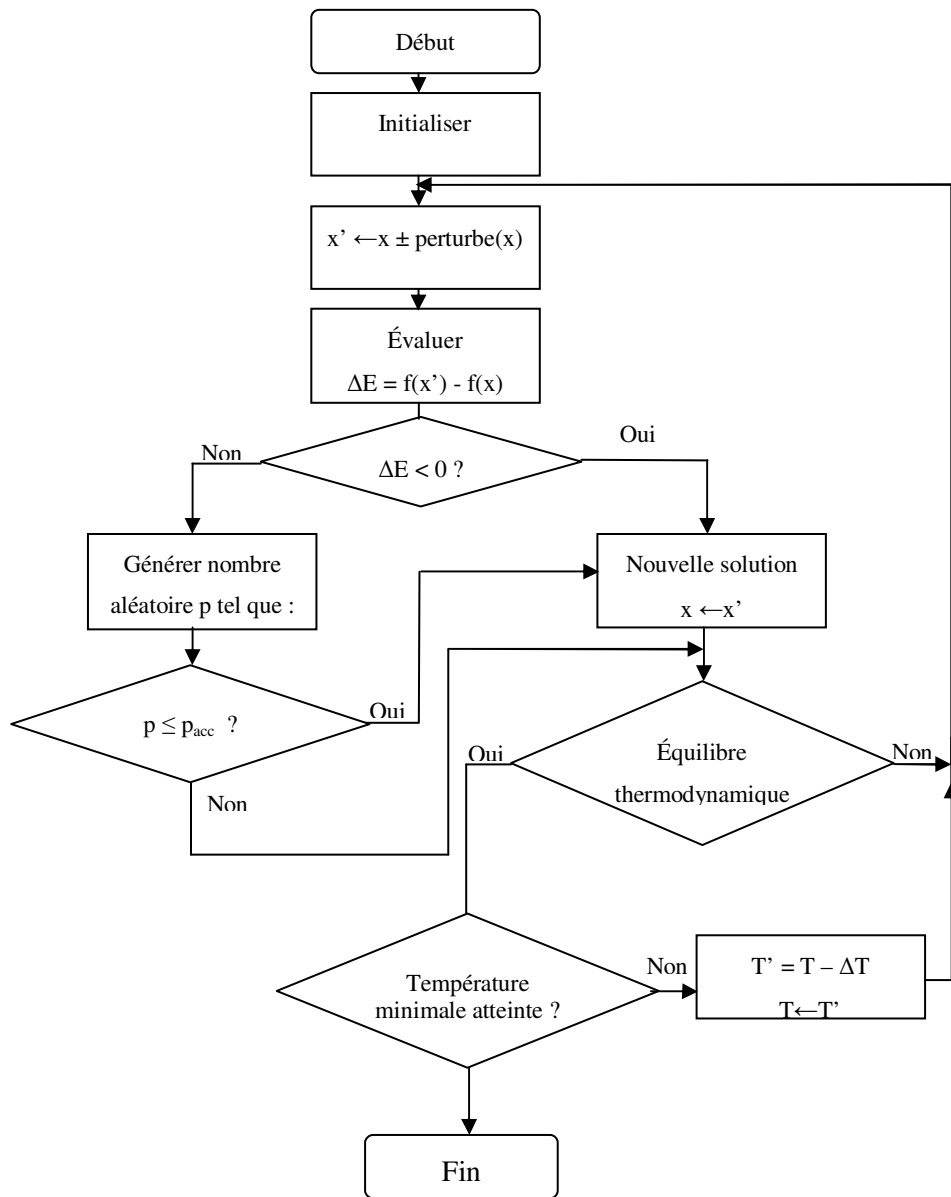 Début
Initialiser
x’ ←x ± perturbe(x)
Évaluer
ΔE = f(x’) - f(x)
Non
Oui
ΔE < 0 ?
Générer nombre
aléatoire p tel que :
Nouvelle solution
x ←x’
p ≤ pacc ?
Oui
Non
Oui
Équilibre
thermodynamique
Non
Température
minimale atteinte ?
Non
T’ = T – ΔT
T←T’
Fin